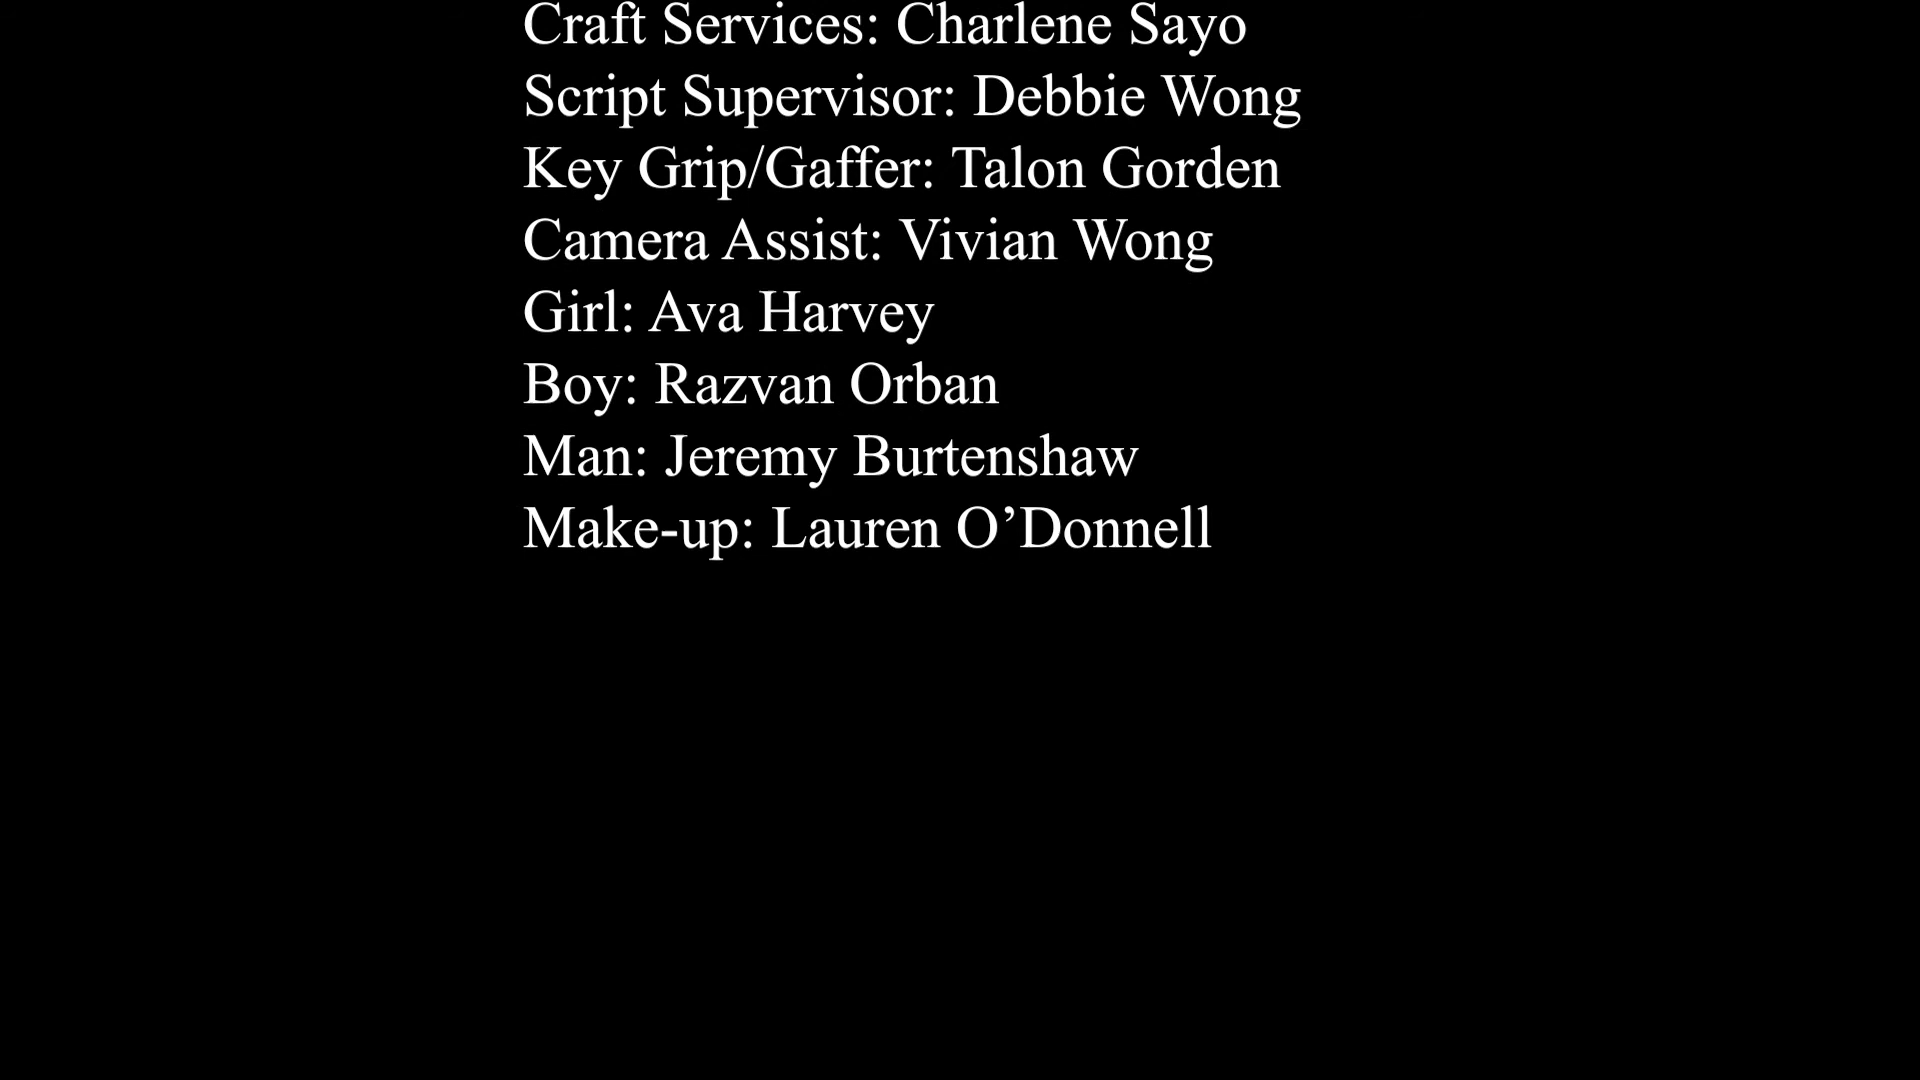 Craft Services: Charlene Sayo
Script Supervisor: Debbie Wong
Key Grip/Gaffer: Talon Gorden
Camera Assist: Vivian Wong
Girl: Ava Harvey
Boy: Razvan Orban
Man: Jeremy Burtenshaw
Make-up: Lauren O’Donnell